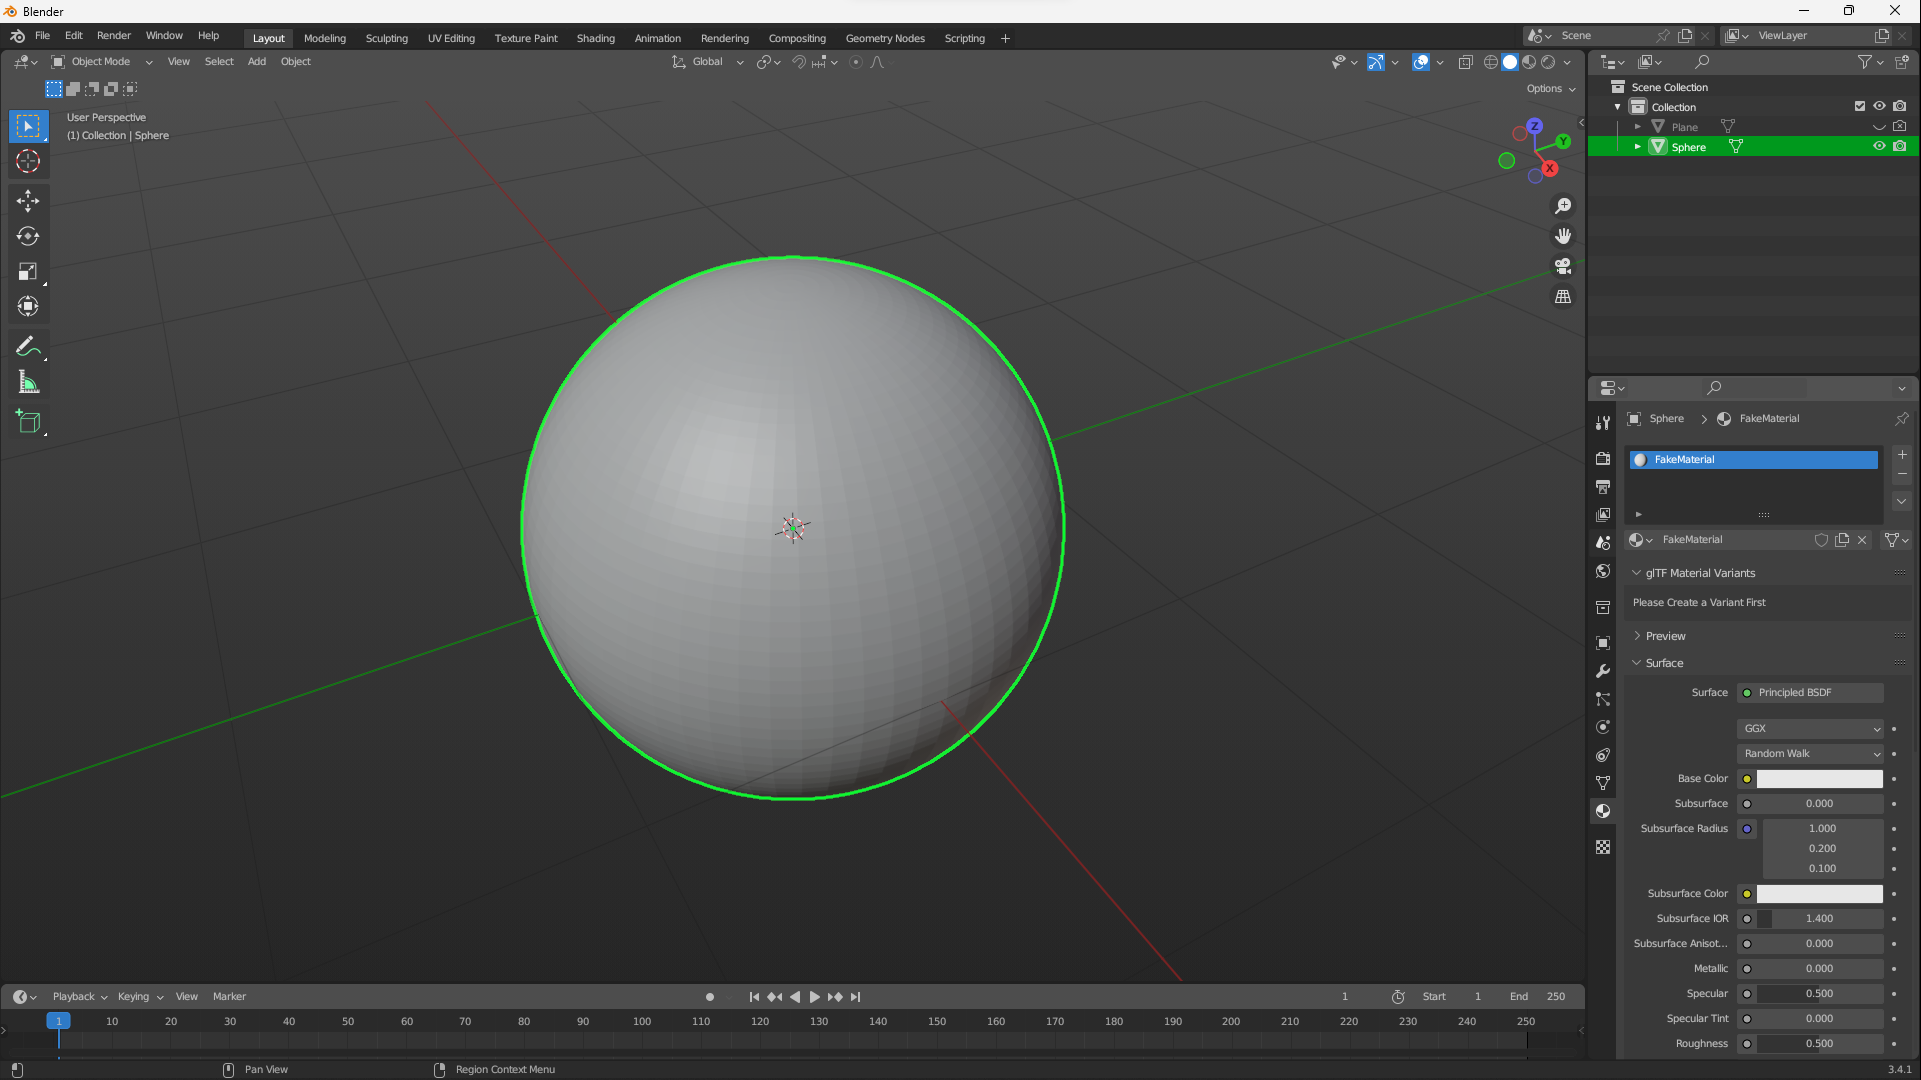 Blender
File Edit Render Window Help Layout Modeling Sculpting UV Editing Texture Paint Shading Animation Rendering Compositing Geometry Nodes Scripting + Scene ViewLayer
Object Mode View Select Add Object Global
Options
User Perspective
(1) Collection | Sphere
Z
Y
X
Scene Collection
Collection
Plane
Sphere
Sphere > FakeMaterial
FakeMaterial
FakeMaterial
glTF Material Variants
Please Create a Variant First
Preview
Surface
Surface Principled BSDF
GGX
Random Walk
Base Color
Subsurface 0.000
Subsurface Radius 1.000
0.200
0.100
Subsurface Color
Subsurface IOR 1.400
Subsurface Anisot... 0.000
Metallic 0.000
Specular 0.500
Specular Tint 0.000
Roughness 0.500
Playback Keying View Marker 1 Start 1 End 250
1 10 20 30 40 50 60 70 80 90 100 110 120 130 140 150 160 170 180 190 200 210 220 230 240 250
Pan View Region Context Menu 3.4.1